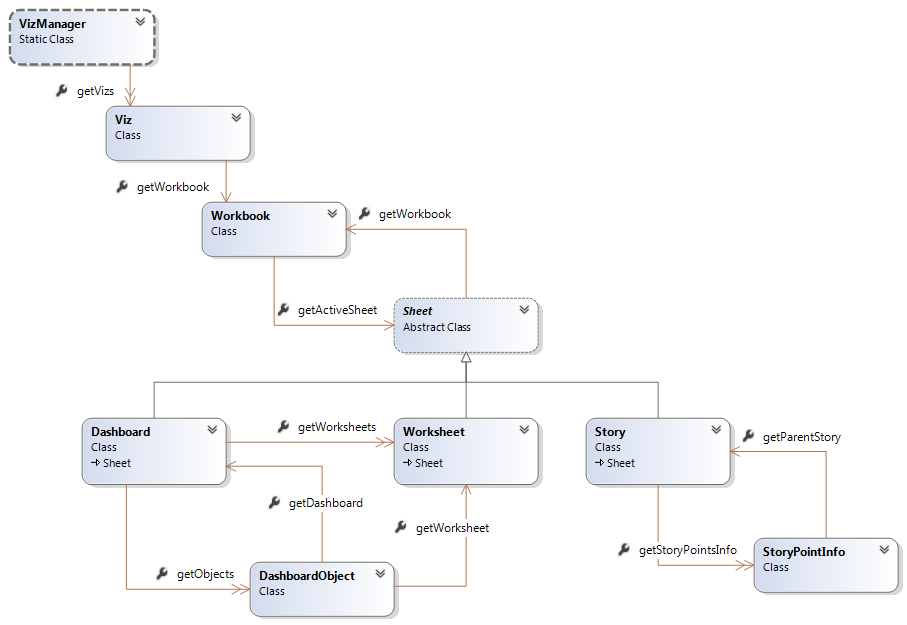 VizManager
Static Class
getVizs
Viz
Class
getWorkbook
Workbook
Class
getWorkbook
getActiveSheet
Sheet
Abstract Class
Dashboard
Class
Sheet
getWorksheets
Worksheet
Class
Sheet
Story
Class
Sheet
getParentStory
getDashboard
getWorksheet
getStoryPointsInfo
StoryPointInfo
Class
getObjects
DashboardObject
Class